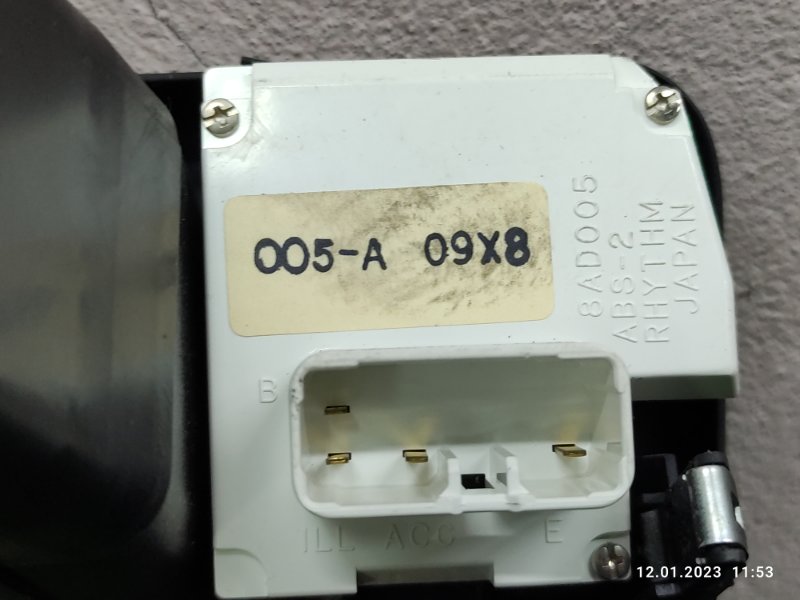 005-A 09X8
8AD005
ABS-2
RHYTHM
JAPAN
B
ILL ACC E
12.01.2023 11:53